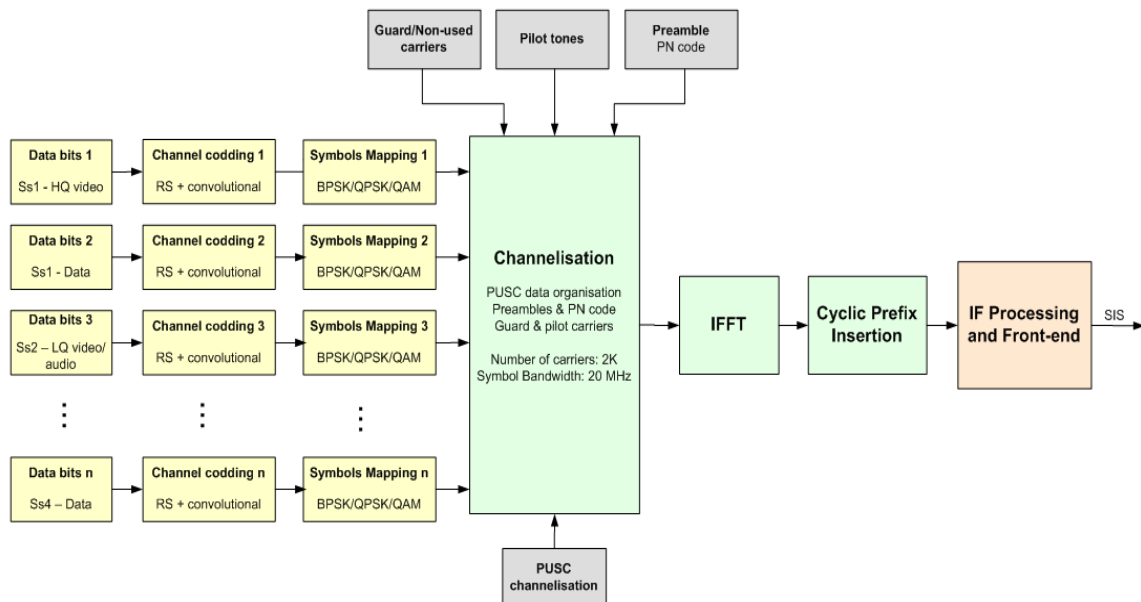 Guard/Non-used
carriers
Pilot tones
Preamble
PN code
Data bits 1
Ss1 - HQ video
Channel codding 1
RS + convolutional
Symbols Mapping 1
BPSK/QPSK/QAM
Data bits 2
Ss1 - Data
Channel codding 2
RS + convolutional
Symbols Mapping 2
BPSK/QPSK/QAM
Data bits 3
Ss2 – LQ video/
audio
Channel codding 3
RS + convolutional
Symbols Mapping 3
BPSK/QPSK/QAM
Data bits n
Ss4 – Data
Channel codding n
RS + convolutional
Symbols Mapping n
BPSK/QPSK/QAM
Channelisation
PUSC data organisation
Preambles & PN code
Guard & pilot carriers
Number of carriers: 2K
Symbol Bandwidth: 20 MHz
IFFT
Cyclic Prefix
Insertion
IF Processing
and Front-end
SIS
PUSC
channelisation